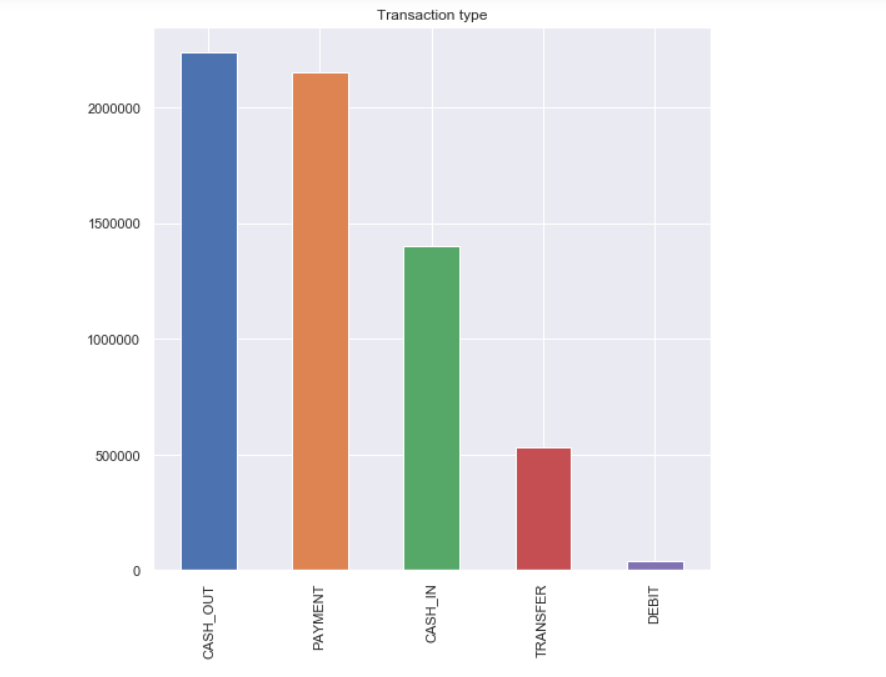 Transaction type
2000000
1500000
1000000
500000
0
CASH_OUT
PAYMENT
CASH_IN
TRANSFER
DEBIT